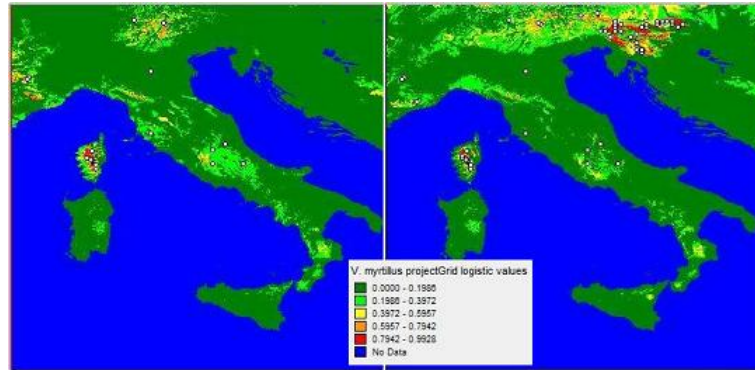 V. myrtillus projectGrid logistic values
0.0000 - 0.1986
0.1986 - 0.3972
0.3972 - 0.5957
0.5957 - 0.7942
0.7942 - 0.9928
No Data